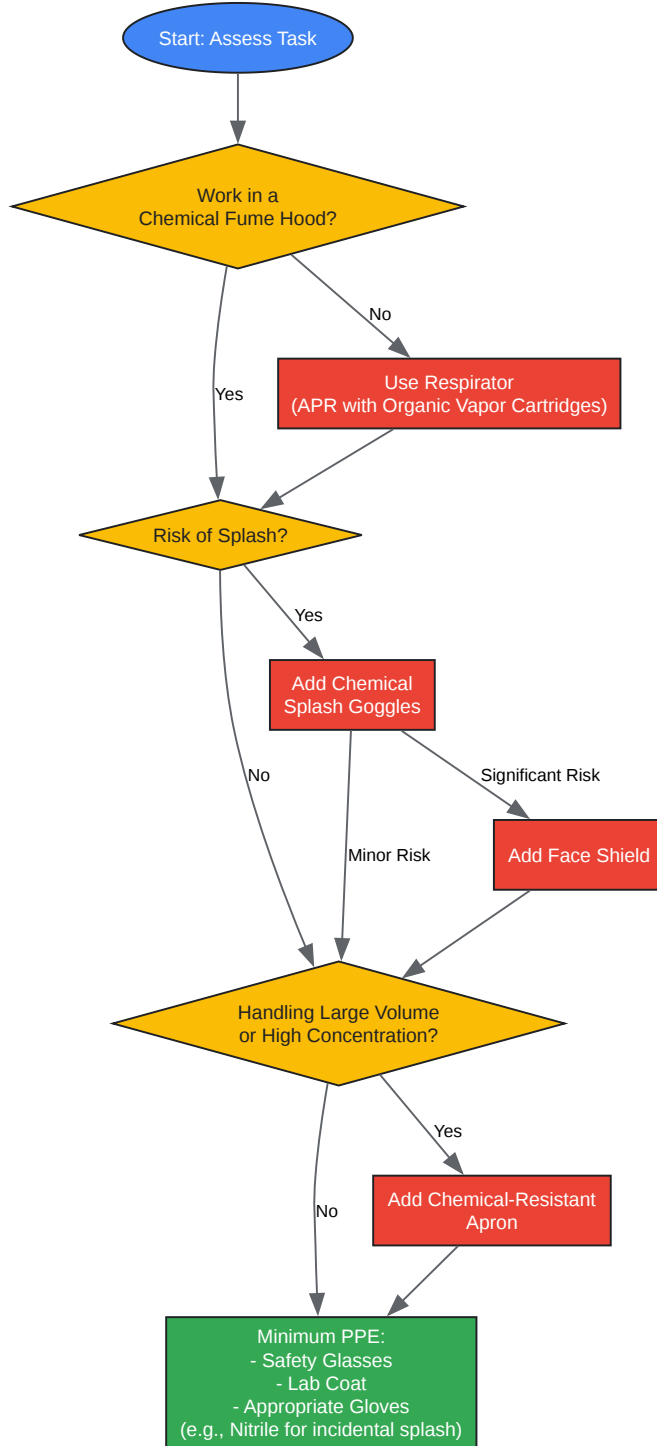 Start: Assess Task
Work in a
Chemical Fume Hood?
No
Use Respirator
(APR with Organic Vapor Cartridges)
Yes
Risk of Splash?
Yes
Add Chemical
Splash Goggles
No
Significant Risk
Minor Risk
Add Face Shield
Handling Large Volume
or High Concentration?
Yes
Add Chemical-Resistant
Apron
No
Minimum PPE:
- Safety Glasses
- Lab Coat
- Appropriate Gloves
(e.g., Nitrile for incidental splash)